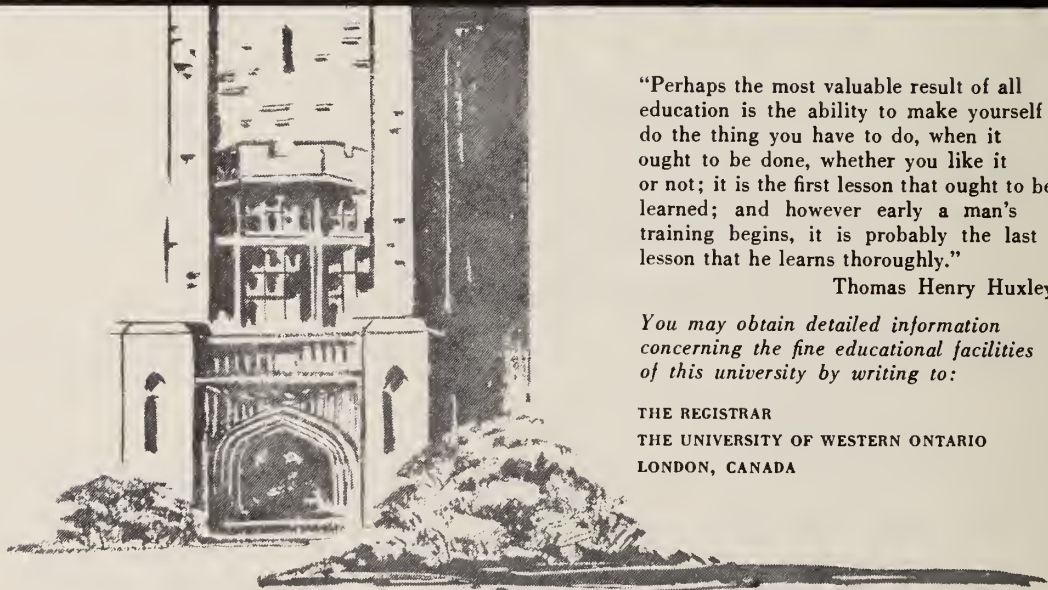 “Perhaps the most valuable result of all
education is the ability to make yourself
do the thing you have to do, when it
ought to be done, whether you like it
or not; it is the first lesson that ought to be
learned; and however early a man's
training begins, it is probably the last
lesson that he learns thoroughly.”
Thomas Henry Huxley
You may obtain detailed information
concerning the fine educational facilities
of this university by writing to:
THE REGISTRAR
THE UNIVERSITY OF WESTERN ONTARIO
LONDON, CANADA